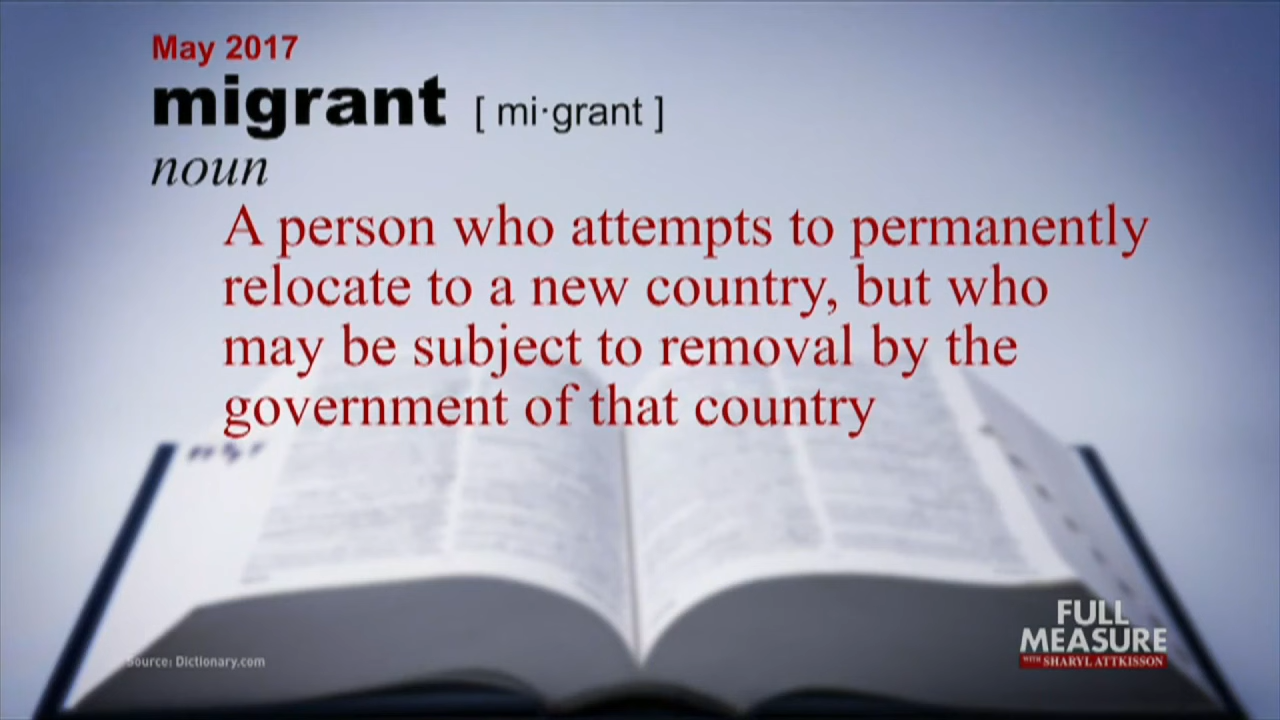 May 2017
migrant [ mi·grant ]
noun
A person who attempts to permanently
relocate to a new country, but who
may be subject to removal by the
government of that country
Source: Dictionary.com
FULL
MEASURE
WITH SHARYL ATTKISSON